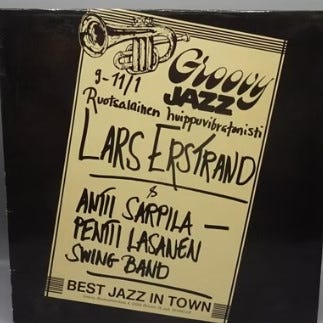 Groovy
JAZZ
9-11/1
Ruotsalainen huippuvibrafonisti
LARS ERSTRAND
&
ANTTI SARPILA —
PENTTI LASANEN
SWING BAND
BEST JAZZ IN TOWN